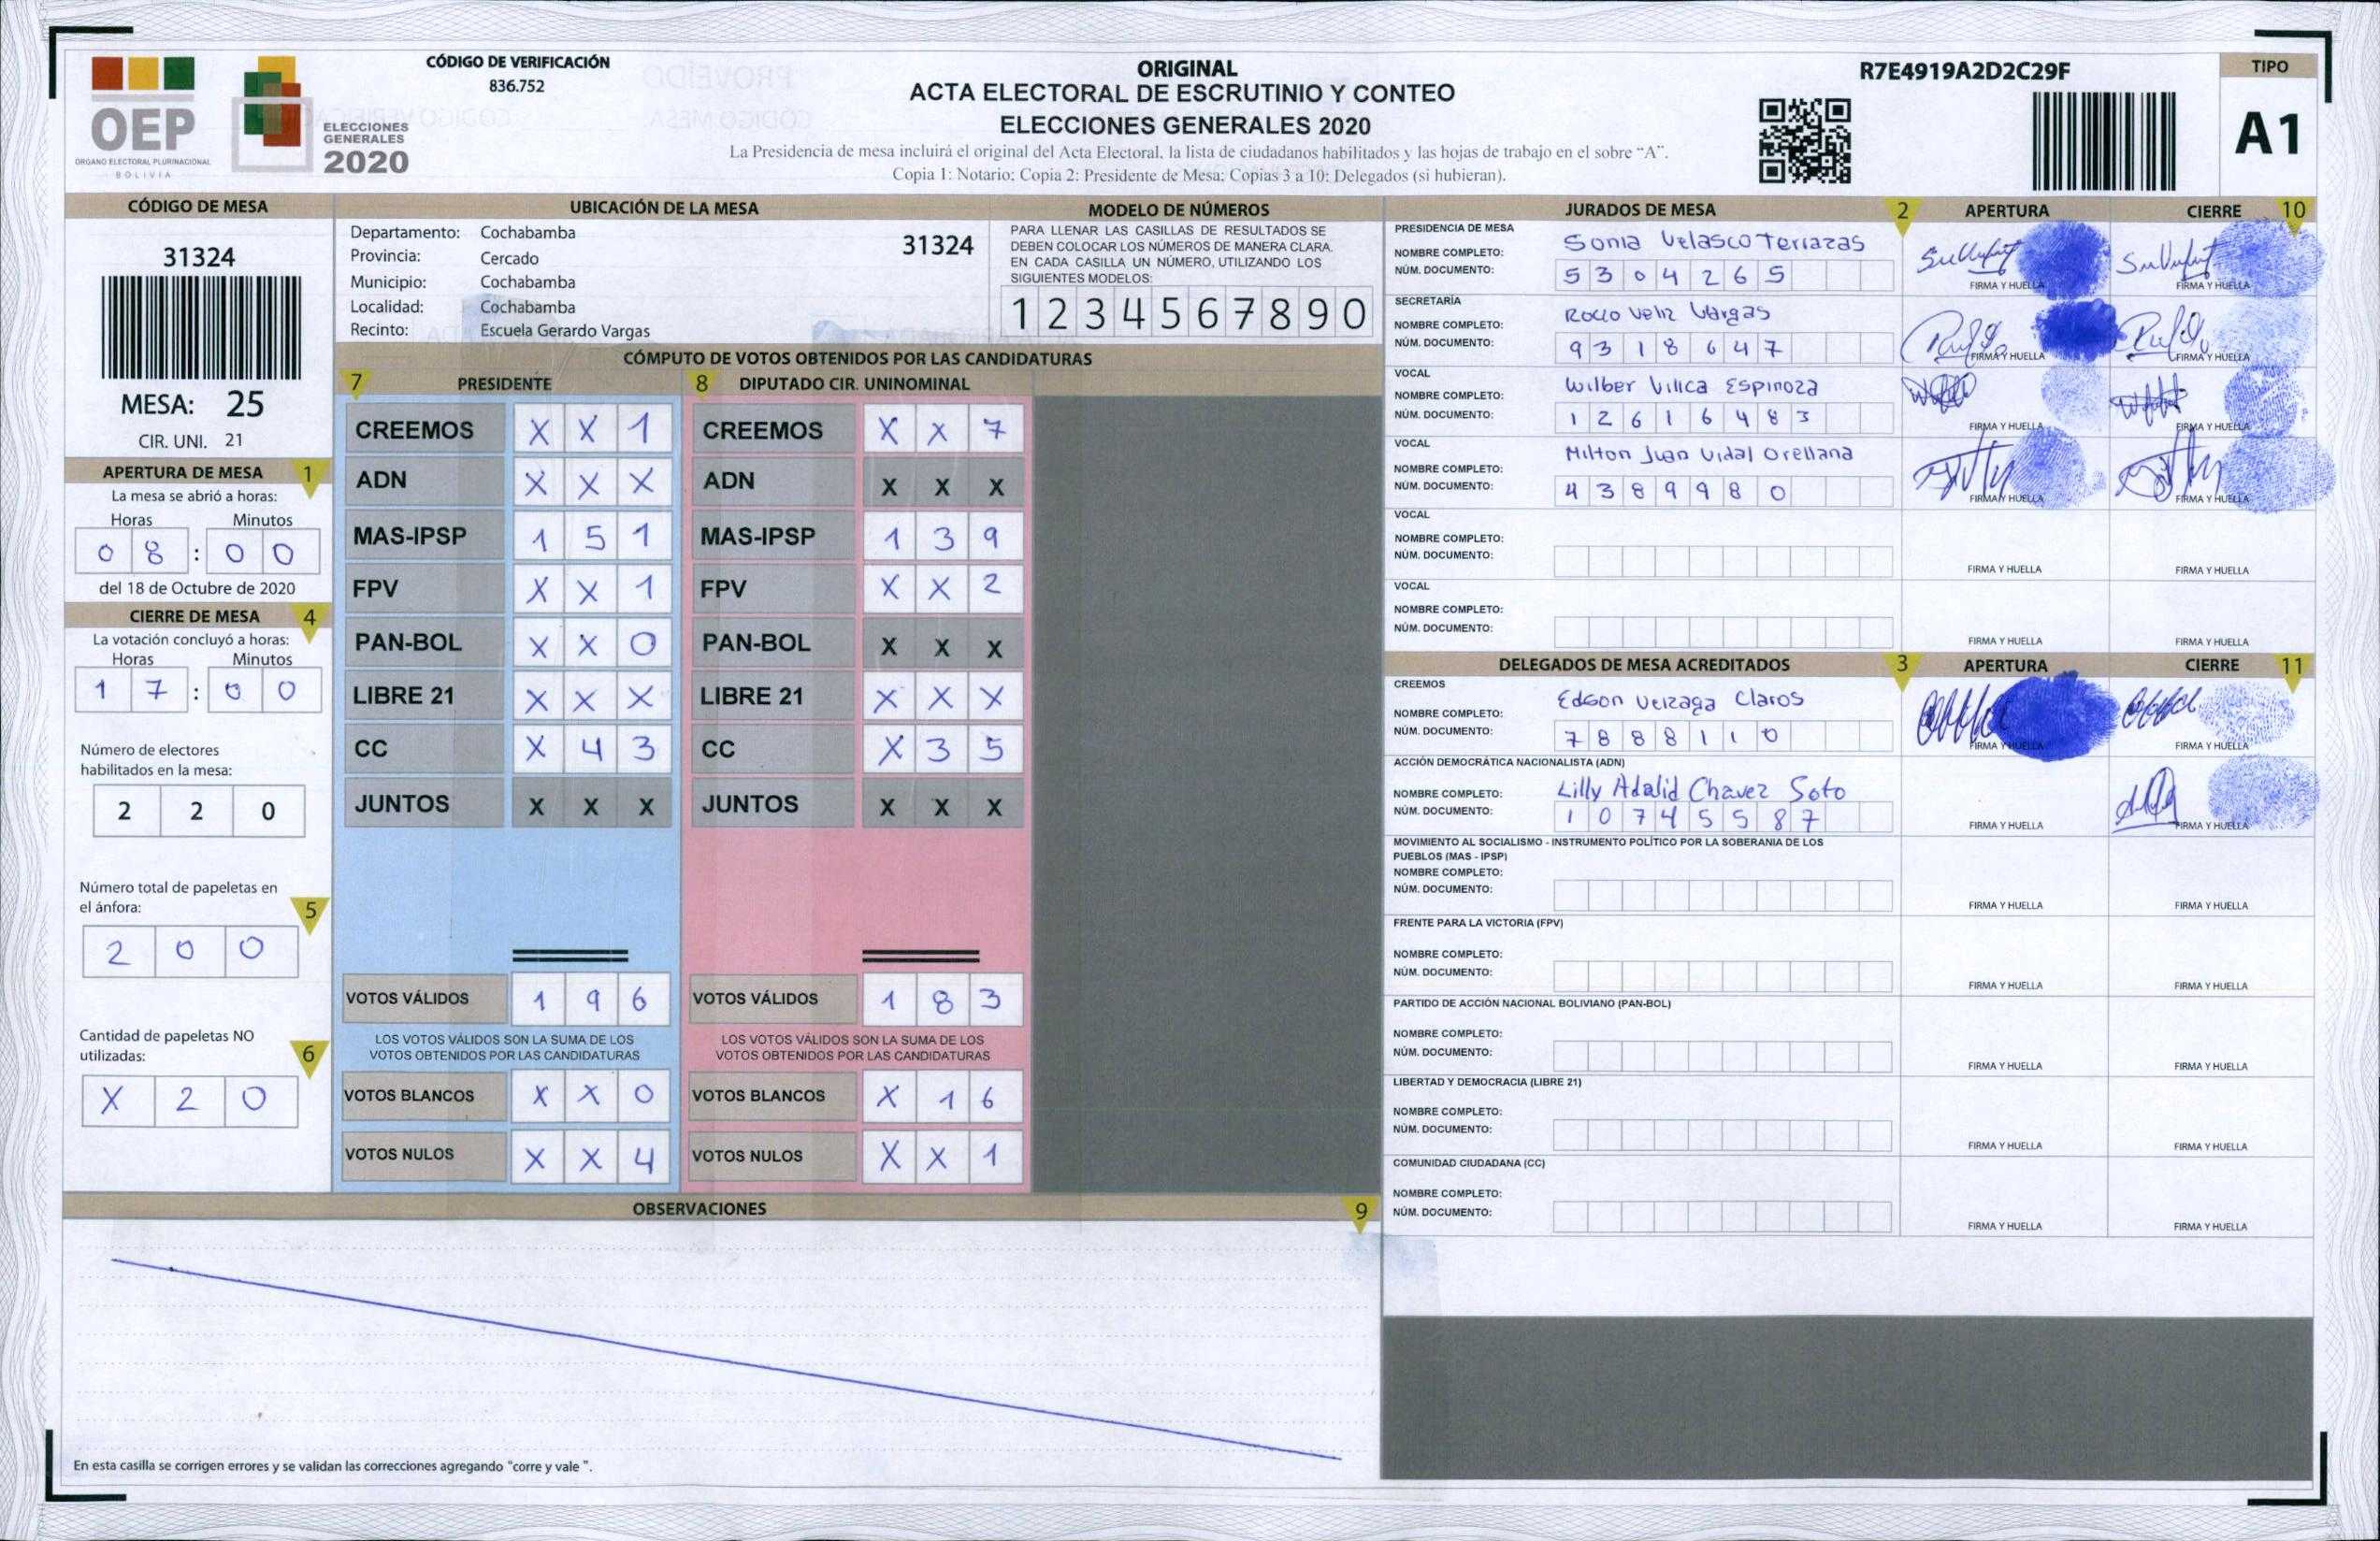 CÓDIGO DE VERIFICACIÓN
836.752
OEP
ORGANO ELECTORAL PLURINACIONAL
BOLIVIA
ELECCIONES
GENERALES
2020
ORIGINAL
ACTA ELECTORAL DE ESCRUTINIO Y CONTEO
ELECCIONES GENERALES 2020
La Presidencia de mesa incluirá el original del Acta Electoral, la lista de ciudadanos habilitados y las hojas de trabajo en el sobre "A".
Copia 1: Notario; Copia 2: Presidente de Mesa; Copias 3 a 10: Delegados (si hubieran).
R7E4919A2D2C29F
TIPO
A1
CÓDIGO DE MESA
31324
MESA: 25
CIR. UNI. 21
APERTURA DE MESA 1
La mesa se abrió a horas:
Horas Minutos
0 8 : 0 0
del 18 de Octubre de 2020
CIERRE DE MESA 4
La votación concluyó a horas:
Horas Minutos
1 7 : 0 0
Número de electores
habilitados en la mesa:
2 2 0
Número total de papeletas en
el ánfora: 5
2 0 0
Cantidad de papeletas NO
utilizadas: 6
X 2 0
UBICACIÓN DE LA MESA
Departamento: Cochabamba
Provincia: Cercado
Municipio: Cochabamba
Localidad: Cochabamba
Recinto: Escuela Gerardo Vargas
31324
MODELO DE NÚMEROS
PARA LLENAR LAS CASILLAS DE RESULTADOS SE
DEBEN COLOCAR LOS NÚMEROS DE MANERA CLARA.
EN CADA CASILLA UN NÚMERO, UTILIZANDO LOS
SIGUIENTES MODELOS:
1 2 3 4 5 6 7 8 9 0
CÓMPUTO DE VOTOS OBTENIDOS POR LAS CANDIDATURAS
7 PRESIDENTE
CREEMOS X X 1
ADN X X X
MAS-IPSP 1 5 1
FPV X X 1
PAN-BOL X X 0
LIBRE 21 X X X
CC X 4 3
JUNTOS X X X
VOTOS VÁLIDOS 1 9 6
LOS VOTOS VÁLIDOS SON LA SUMA DE LOS
VOTOS OBTENIDOS POR LAS CANDIDATURAS
VOTOS BLANCOS X X 0
VOTOS NULOS X X 4
8 DIPUTADO CIR. UNINOMINAL
CREEMOS X X 7
ADN X X X
MAS-IPSP 1 3 9
FPV X X 2
PAN-BOL X X X
LIBRE 21 X X X
CC X 3 5
JUNTOS X X X
VOTOS VÁLIDOS 1 8 3
LOS VOTOS VÁLIDOS SON LA SUMA DE LOS
VOTOS OBTENIDOS POR LAS CANDIDATURAS
VOTOS BLANCOS X 1 6
VOTOS NULOS X X 1
OBSERVACIONES 9
En esta casilla se corrigen errores y se validan las correcciones agregando "corre y vale ".
JURADOS DE MESA 2 APERTURA CIERRE 10
PRESIDENCIA DE MESA
NOMBRE COMPLETO: Sonia Velasco Terrazas
NÚM. DOCUMENTO: 5 3 0 4 2 6 5
FIRMA Y HUELLA FIRMA Y HUELLA
SECRETARÍA
NOMBRE COMPLETO: Rocio Veliz Vargas
NÚM. DOCUMENTO: 9 3 1 8 6 4 7
FIRMA Y HUELLA FIRMA Y HUELLA
VOCAL
NOMBRE COMPLETO: Wilber Villca Espinoza
NÚM. DOCUMENTO: 1 2 6 1 6 4 8 3
FIRMA Y HUELLA FIRMA Y HUELLA
VOCAL
NOMBRE COMPLETO: Milton Juan Vidal Orellana
NÚM. DOCUMENTO: 4 3 8 9 9 8 0
FIRMA Y HUELLA FIRMA Y HUELLA
VOCAL
NOMBRE COMPLETO:
NÚM. DOCUMENTO:
FIRMA Y HUELLA FIRMA Y HUELLA
VOCAL
NOMBRE COMPLETO:
NÚM. DOCUMENTO:
FIRMA Y HUELLA FIRMA Y HUELLA
DELEGADOS DE MESA ACREDITADOS 3 APERTURA CIERRE 11
CREEMOS
NOMBRE COMPLETO: Edson Veizaga Claros
NÚM. DOCUMENTO: 7 8 8 8 1 1 0
FIRMA Y HUELLA FIRMA Y HUELLA
ACCIÓN DEMOCRÁTICA NACIONALISTA (ADN)
NOMBRE COMPLETO: Lilly Adalid Chavez Soto
NÚM. DOCUMENTO: 1 0 7 4 5 5 8 7
FIRMA Y HUELLA FIRMA Y HUELLA
MOVIMIENTO AL SOCIALISMO - INSTRUMENTO POLÍTICO POR LA SOBERANIA DE LOS
PUEBLOS (MAS - IPSP)
NOMBRE COMPLETO:
NÚM. DOCUMENTO:
FIRMA Y HUELLA FIRMA Y HUELLA
FRENTE PARA LA VICTORIA (FPV)
NOMBRE COMPLETO:
NÚM. DOCUMENTO:
FIRMA Y HUELLA FIRMA Y HUELLA
PARTIDO DE ACCIÓN NACIONAL BOLIVIANO (PAN-BOL)
NOMBRE COMPLETO:
NÚM. DOCUMENTO:
FIRMA Y HUELLA FIRMA Y HUELLA
LIBERTAD Y DEMOCRACIA (LIBRE 21)
NOMBRE COMPLETO:
NÚM. DOCUMENTO:
FIRMA Y HUELLA FIRMA Y HUELLA
COMUNIDAD CIUDADANA (CC)
NOMBRE COMPLETO:
NÚM. DOCUMENTO:
FIRMA Y HUELLA FIRMA Y HUELLA